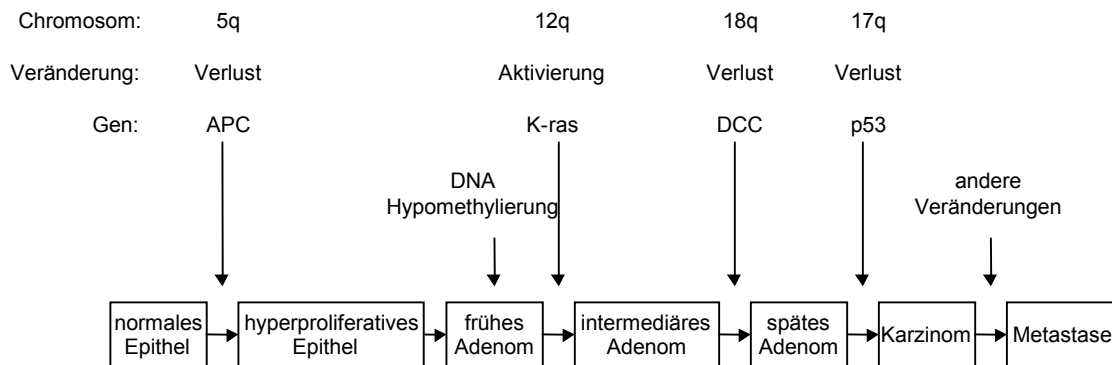 Chromosom: 5q 12q 18q 17q
Veränderung: Verlust Aktivierung Verlust Verlust
Gen: APC K-ras DCC p53
DNA
Hypomethylierung
andere
Veränderungen
normales
Epithel
hyperproliferatives
Epithel
frühes
Adenom
intermediäres
Adenom
spätes
Adenom
Karzinom
Metastase